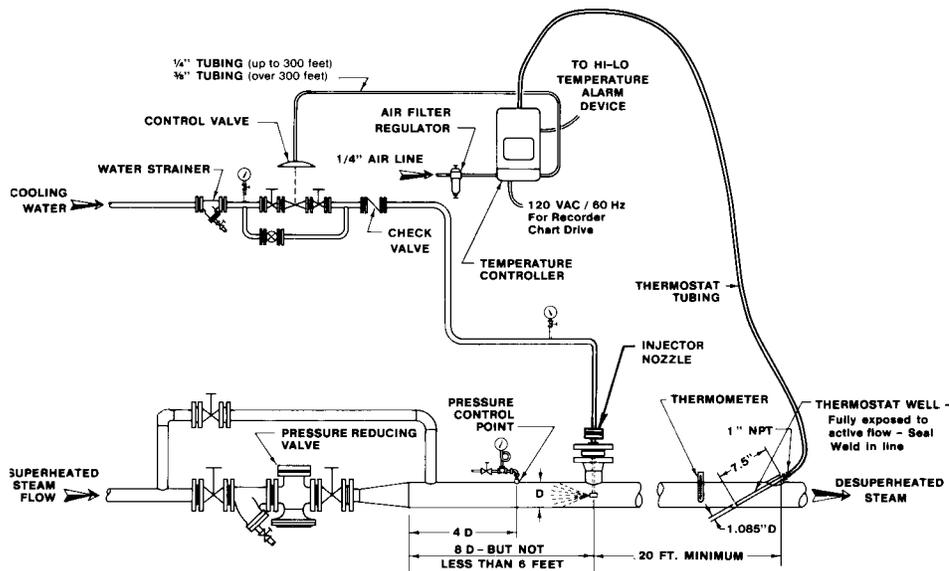 ¼" TUBING (up to 300 feet)
⅜" TUBING (over 300 feet)
TO HI-LO
TEMPERATURE
ALARM
DEVICE
CONTROL VALVE
AIR FILTER
REGULATOR
1/4" AIR LINE
WATER STRAINER
COOLING
WATER
120 VAC / 60 Hz
For Recorder
Chart Drive
CHECK
VALVE
TEMPERATURE
CONTROLLER
THERMOSTAT
TUBING
INJECTOR
NOZZLE
PRESSURE
CONTROL
POINT
THERMOMETER
THERMOSTAT WELL -
Fully exposed to
active flow - Seal
Weld in line
1" NPT
PRESSURE REDUCING
VALVE
7.5"
SUPERHEATED
STEAM
FLOW
D
DESUPERHEATED
STEAM
1.085"D
4 D
8 D - BUT NOT
LESS THAN 6 FEET
20 FT. MINIMUM